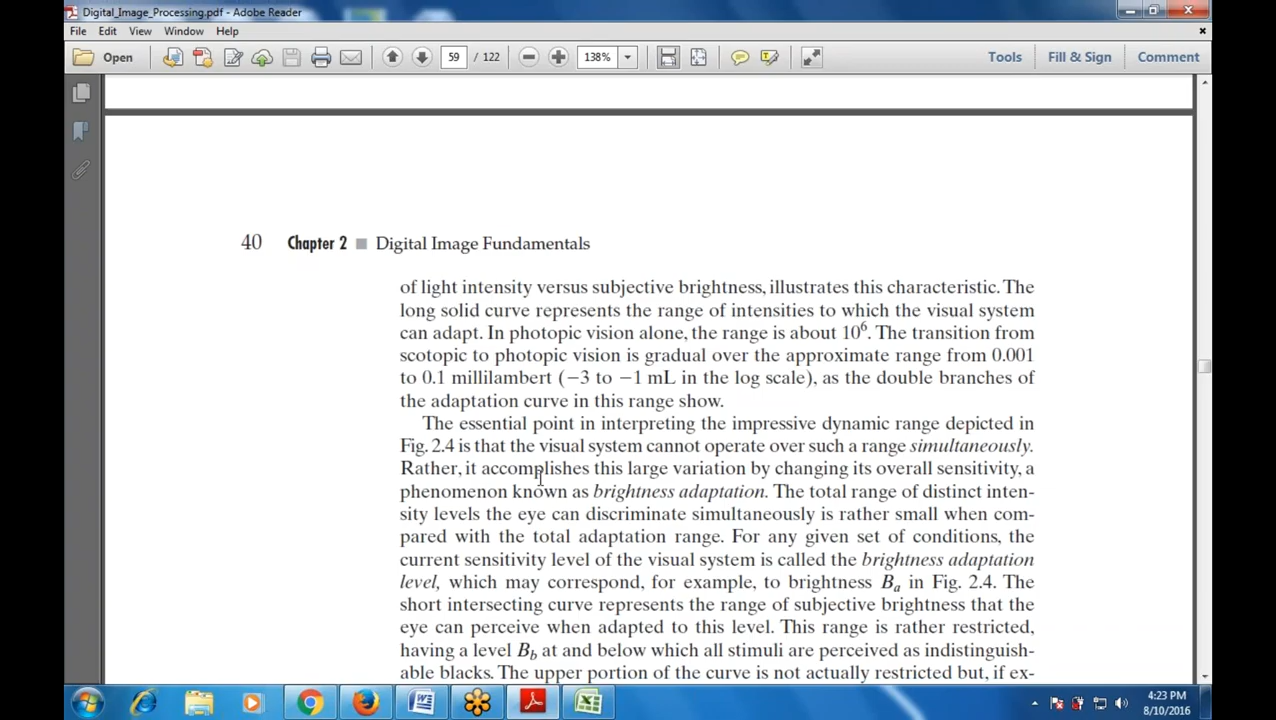 Digital_Image_Processing.pdf - Adobe Reader
File Edit View Window Help
Open 59 / 122 138% Tools Fill & Sign Comment
40 Chapter 2 ■ Digital Image Fundamentals
of light intensity versus subjective brightness, illustrates this characteristic. The
long solid curve represents the range of intensities to which the visual system
can adapt. In photopic vision alone, the range is about 10⁶. The transition from
scotopic to photopic vision is gradual over the approximate range from 0.001
to 0.1 millilambert (−3 to −1 mL in the log scale), as the double branches of
the adaptation curve in this range show.
The essential point in interpreting the impressive dynamic range depicted in
Fig. 2.4 is that the visual system cannot operate over such a range simultaneously.
Rather, it accomplishes this large variation by changing its overall sensitivity, a
phenomenon known as brightness adaptation. The total range of distinct inten-
sity levels the eye can discriminate simultaneously is rather small when com-
pared with the total adaptation range. For any given set of conditions, the
current sensitivity level of the visual system is called the brightness adaptation
level, which may correspond, for example, to brightness Bₐ in Fig. 2.4. The
short intersecting curve represents the range of subjective brightness that the
eye can perceive when adapted to this level. This range is rather restricted,
having a level B_b at and below which all stimuli are perceived as indistinguish-
able blacks. The upper portion of the curve is not actually restricted but, if ex-
4:23 PM
8/10/2016